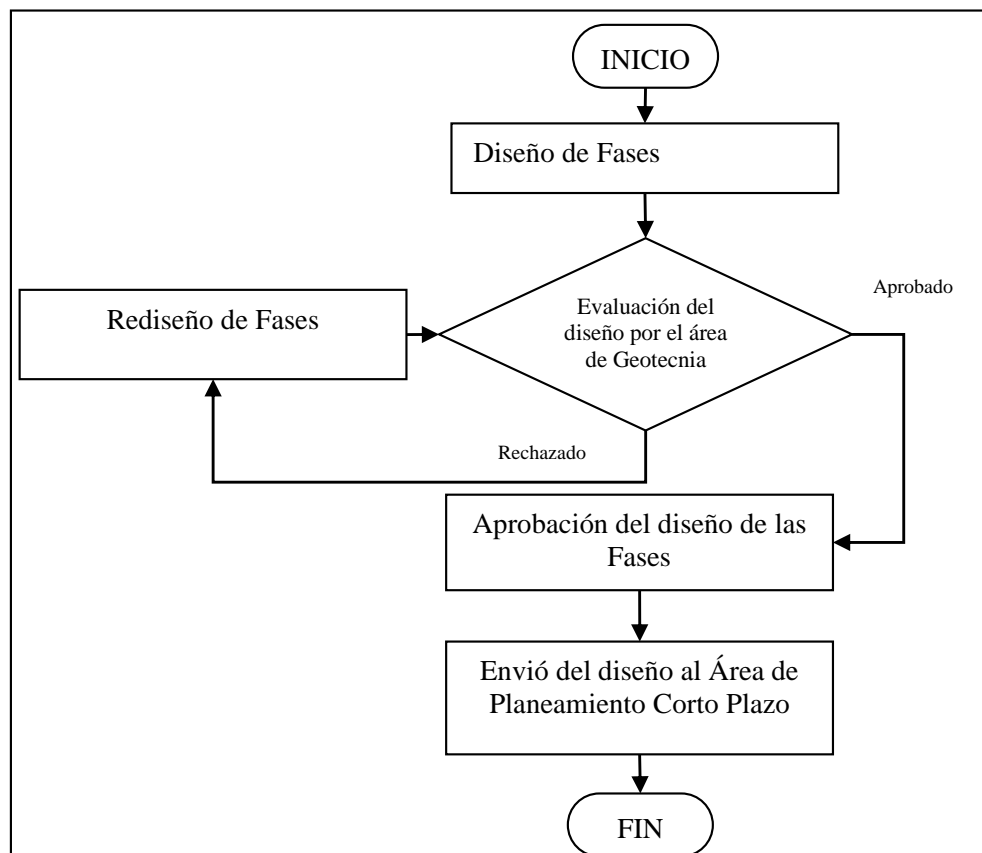 INICIO
Diseño de Fases
Evaluación del
diseño por el área
de Geotecnia
Aprobado
Rediseño de Fases
Rechazado
Aprobación del diseño de las
Fases
Envió del diseño al Área de
Planeamiento Corto Plazo
FIN